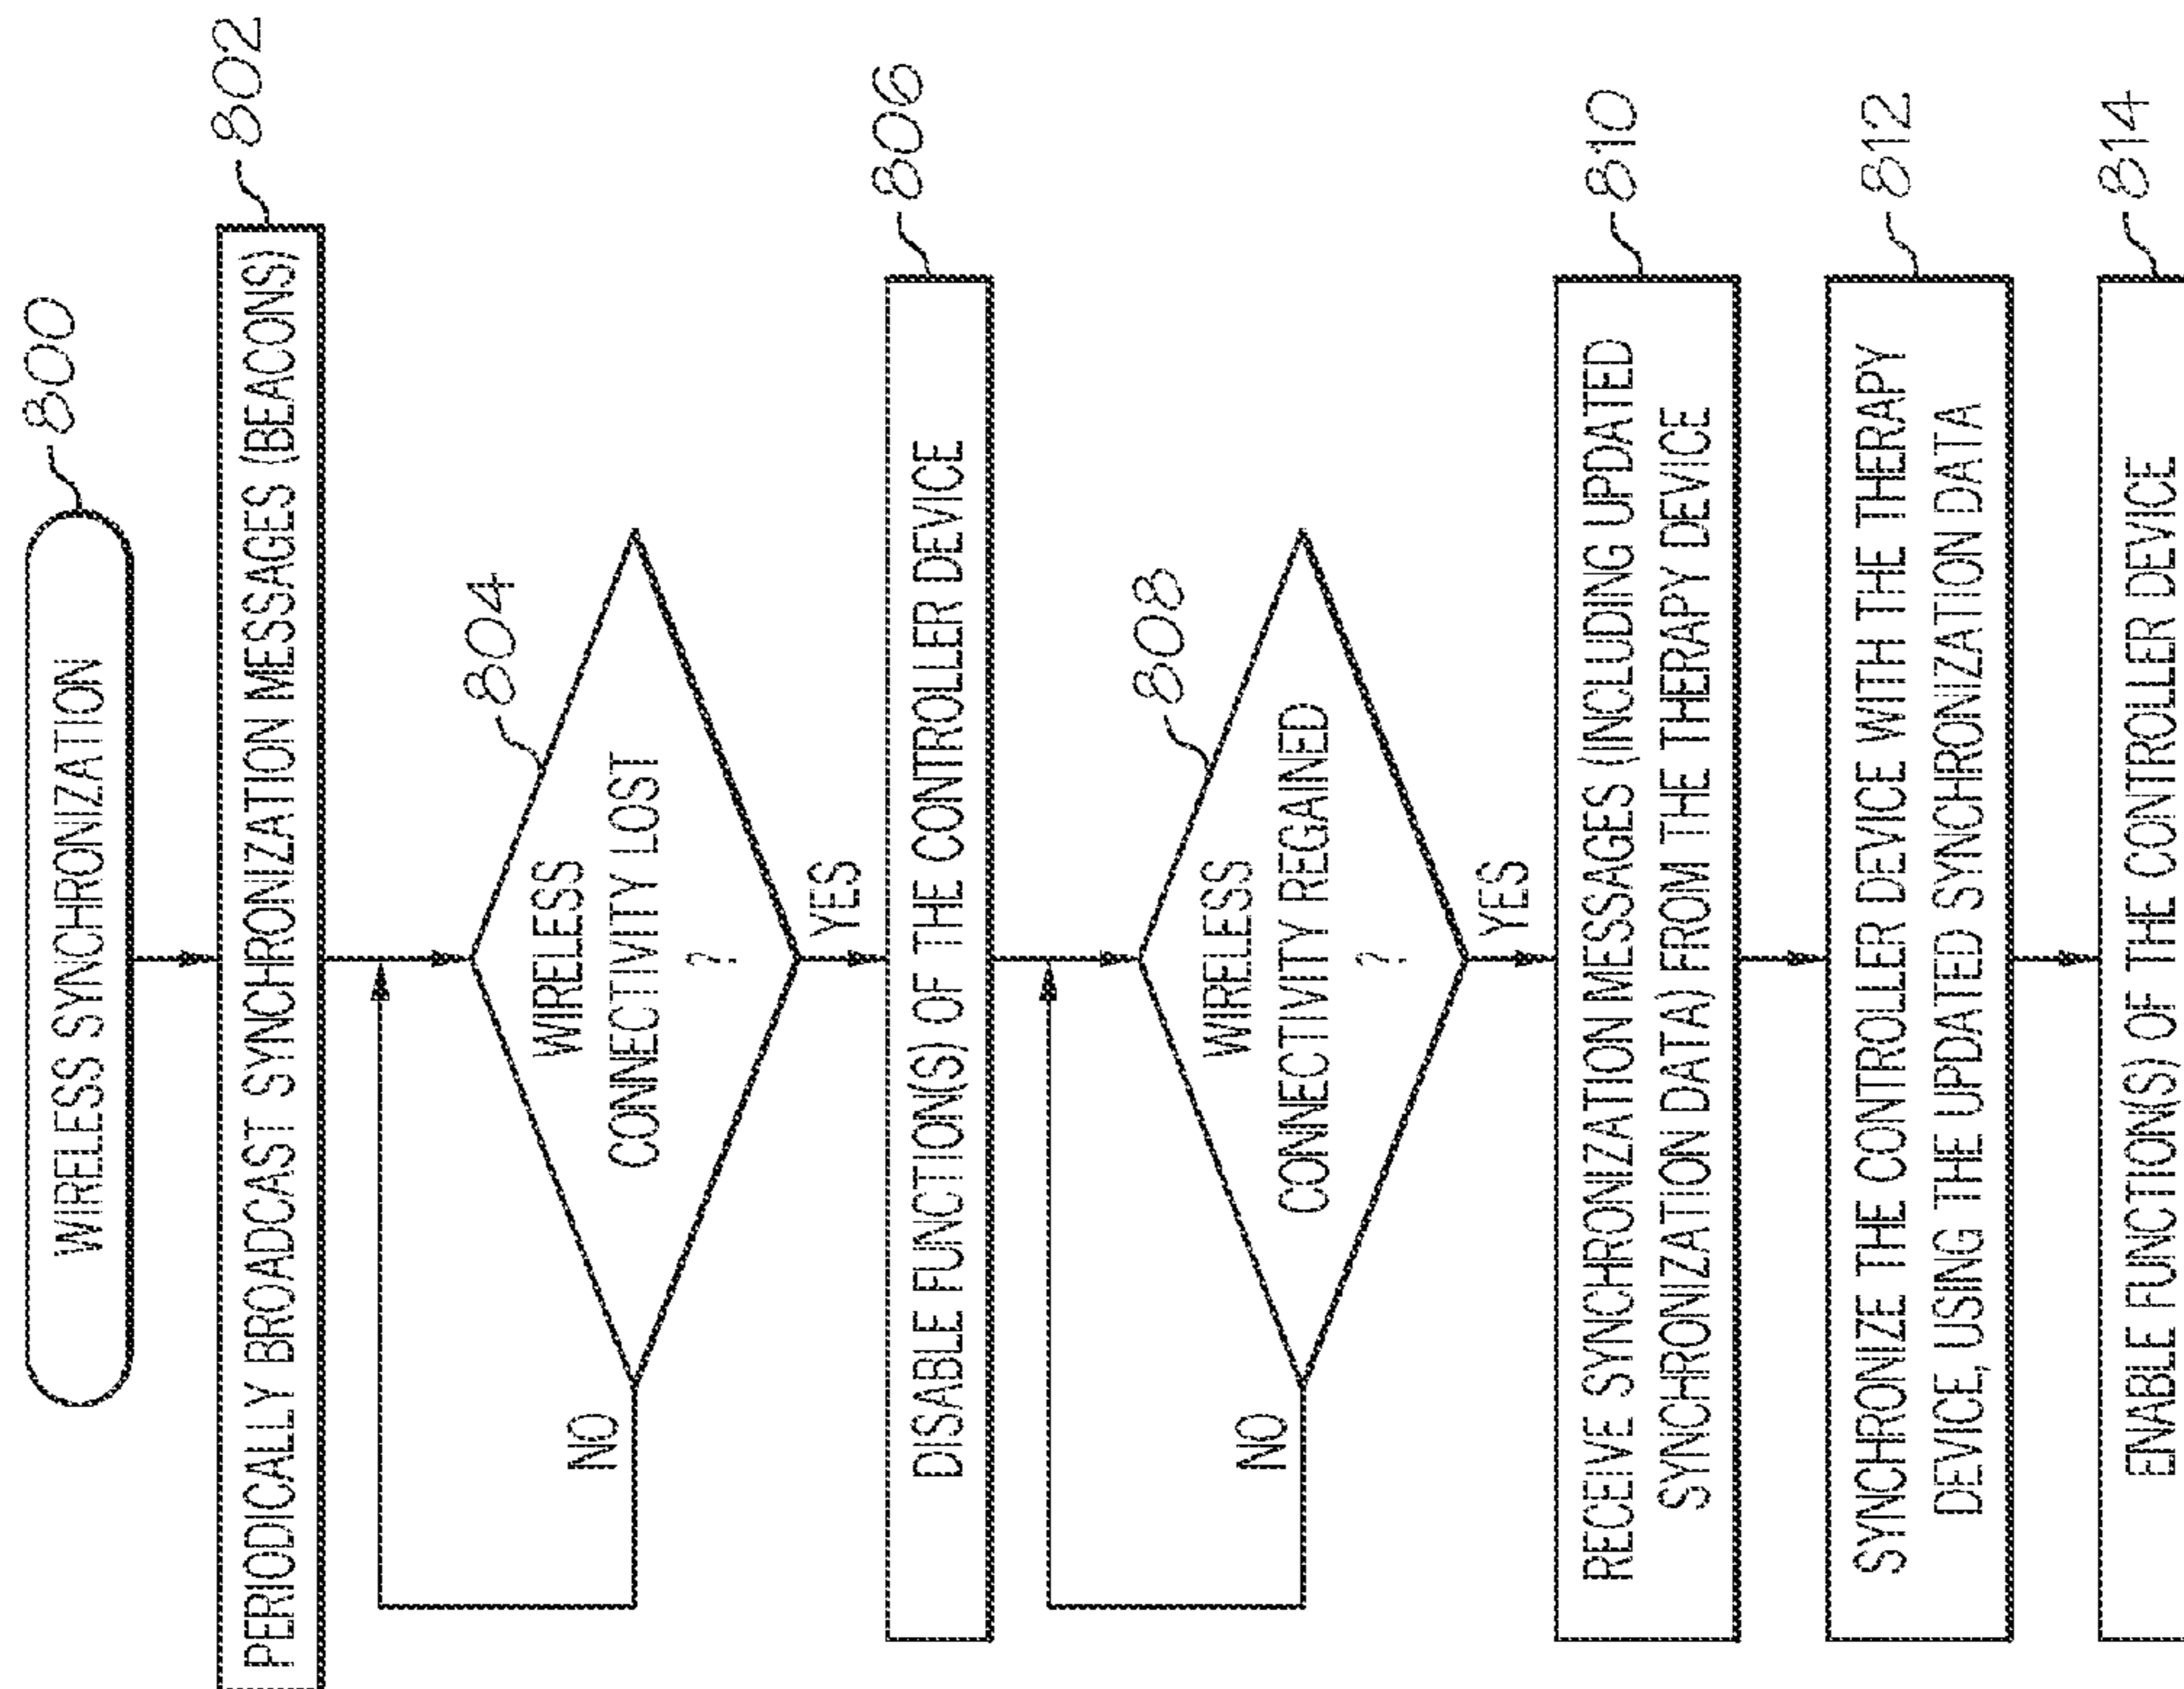 WIRELESS SYNCHRONIZATION
800
PERIODICALLY BROADCAST SYNCHRONIZATION MESSAGES (BEACONS)
802
WIRELESS
CONNECTIVITY LOST
?
804
NO
YES
DISABLE FUNCTION(S) OF THE CONTROLLER DEVICE
806
WIRELESS
CONNECTIVITY REGAINED
?
808
NO
YES
RECEIVE SYNCHRONIZATION MESSAGES (INCLUDING UPDATED
SYNCHRONIZATION DATA) FROM THE THERAPY DEVICE
810
SYNCHRONIZE THE CONTROLLER DEVICE WITH THE THERAPY
DEVICE, USING THE UPDATED SYNCHRONIZATION DATA
812
ENABLE FUNCTION(S) OF THE CONTROLLER DEVICE
814